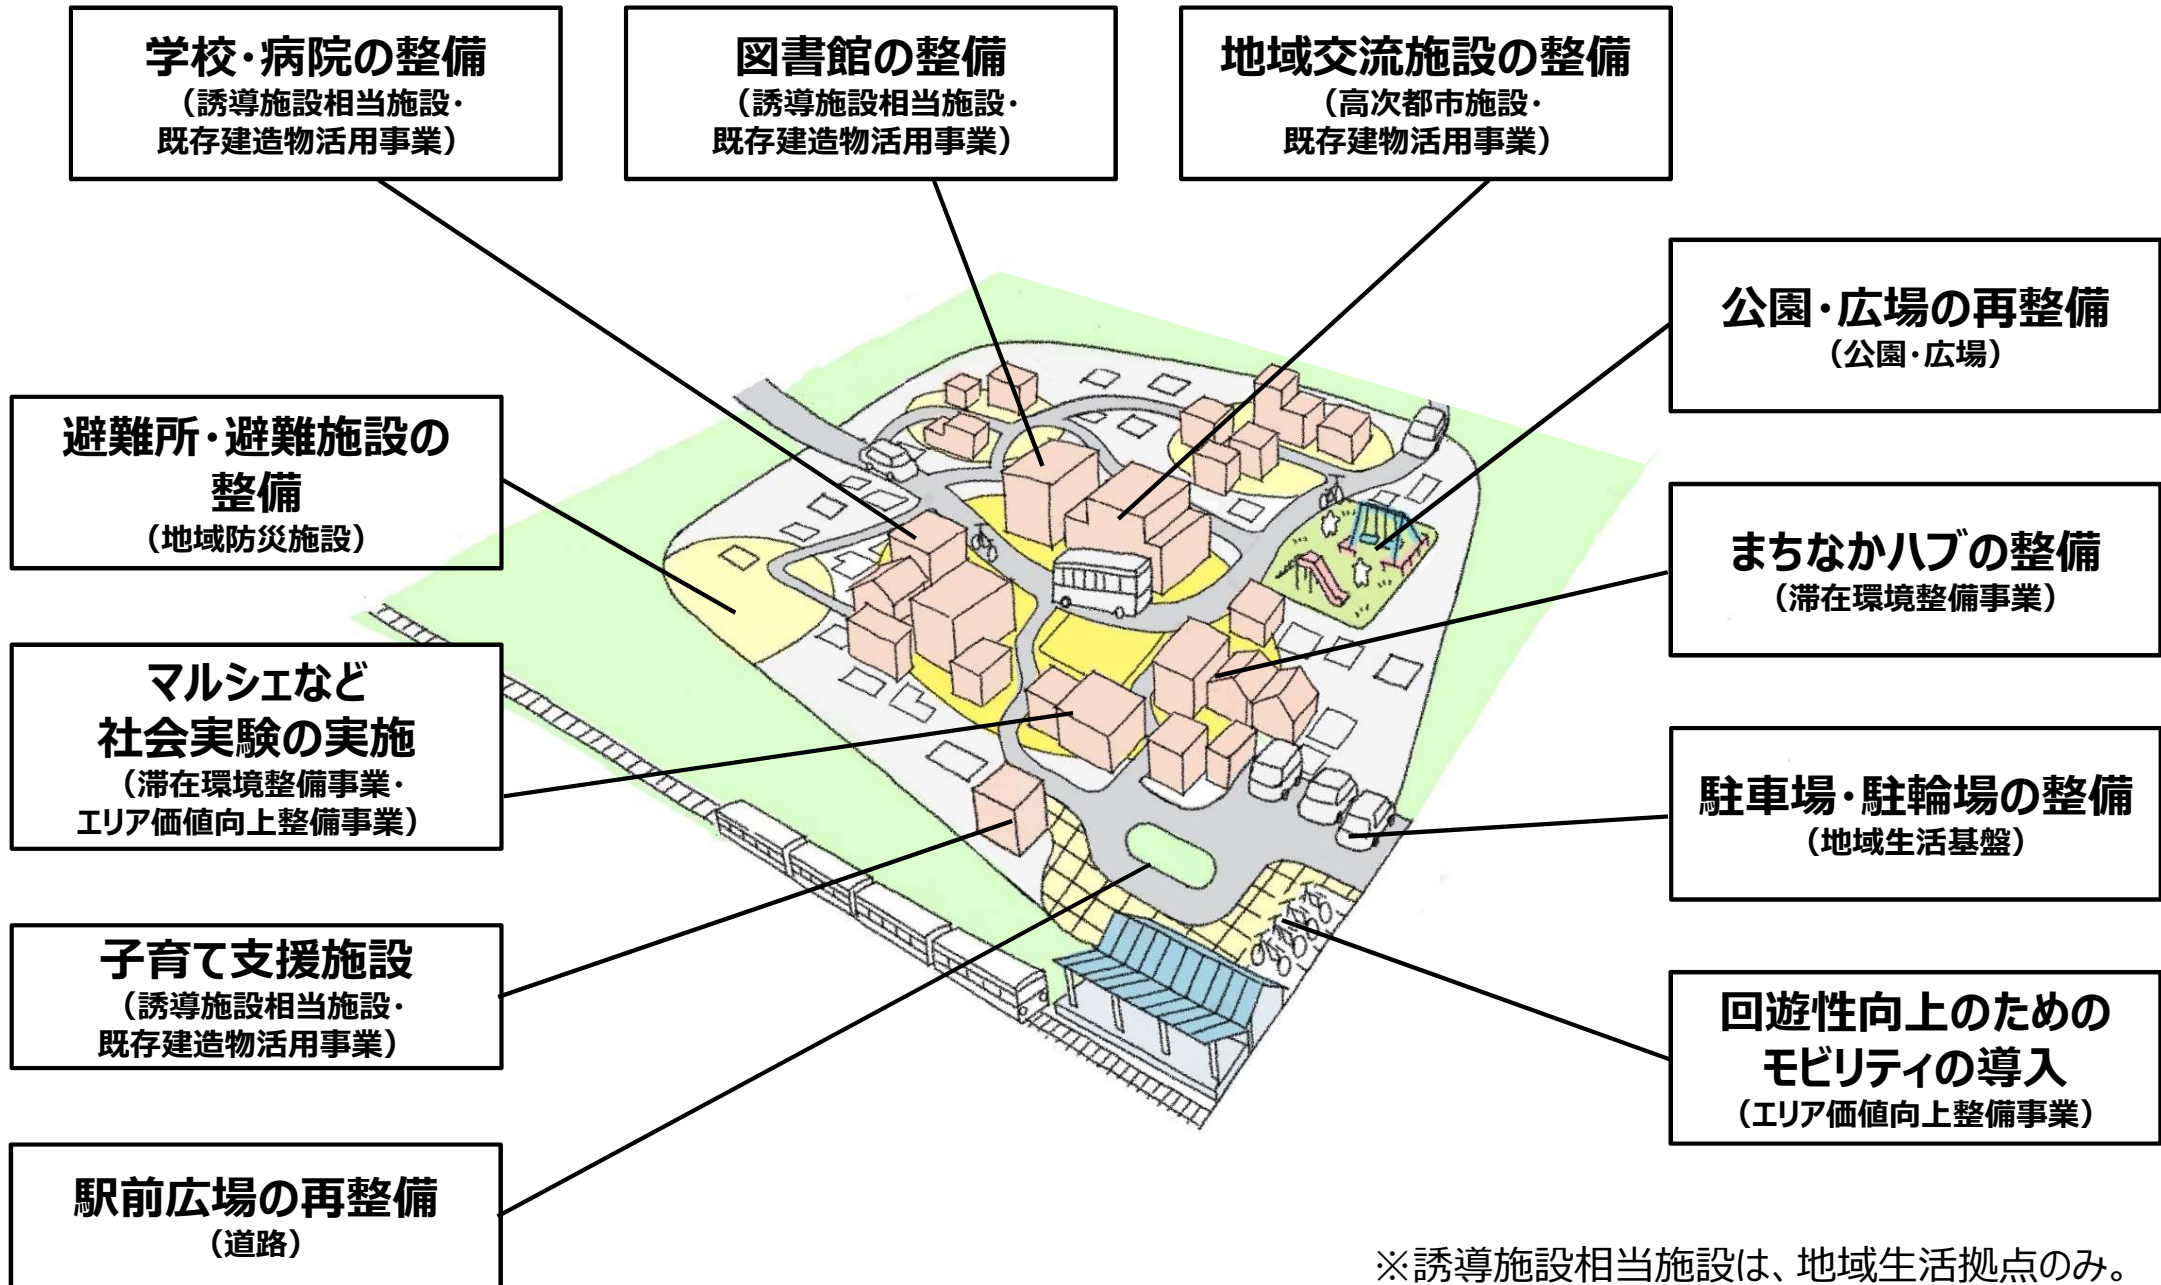 学校・病院の整備
（誘導施設相当施設・
既存建造物活用事業）
図書館の整備
（誘導施設相当施設・
既存建造物活用事業）
地域交流施設の整備
（高次都市施設・
既存建物活用事業）
公園・広場の再整備
（公園・広場）
避難所・避難施設の
整備
（地域防災施設）
まちなかハブの整備
（滞在環境整備事業）
マルシェなど
社会実験の実施
（滞在環境整備事業・
エリア価値向上整備事業）
駐車場・駐輪場の整備
（地域生活基盤）
子育て支援施設
（誘導施設相当施設・
既存建造物活用事業）
回遊性向上のための
モビリティの導入
（エリア価値向上整備事業）
駅前広場の再整備
（道路）
※誘導施設相当施設は、地域生活拠点のみ。